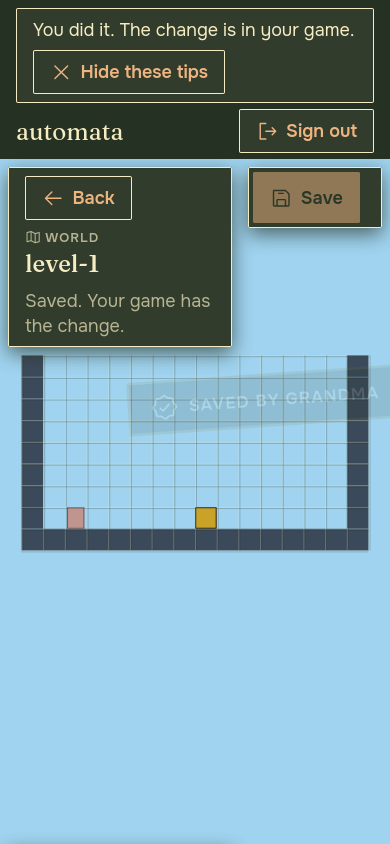 You did it. The change is in your game.
Hide these tips
automata
Sign out
Back
Save
WORLD
level-1
Saved. Your game has
the change.
SAVED BY GRANDMA